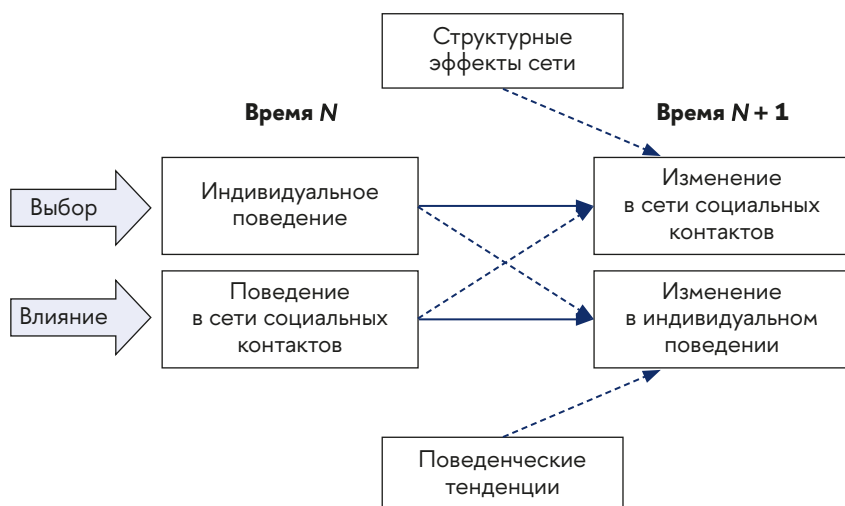 Структурные
эффекты сети
Время N
Время N + 1
Выбор
Индивидуальное
поведение
Изменение
в сети социальных
контактов
Влияние
Поведение
в сети социальных
контактов
Изменение
в индивидуальном
поведении
Поведенческие
тенденции